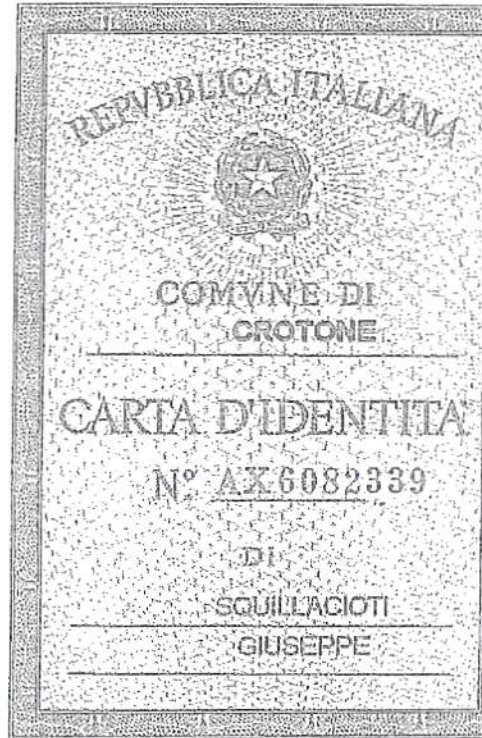 REPVBBLICA ITALIANA
COMVNE DI
CROTONE
CARTA D'IDENTITA
N° AX 6082339
DI
SQUILLACIOTI
GIUSEPPE